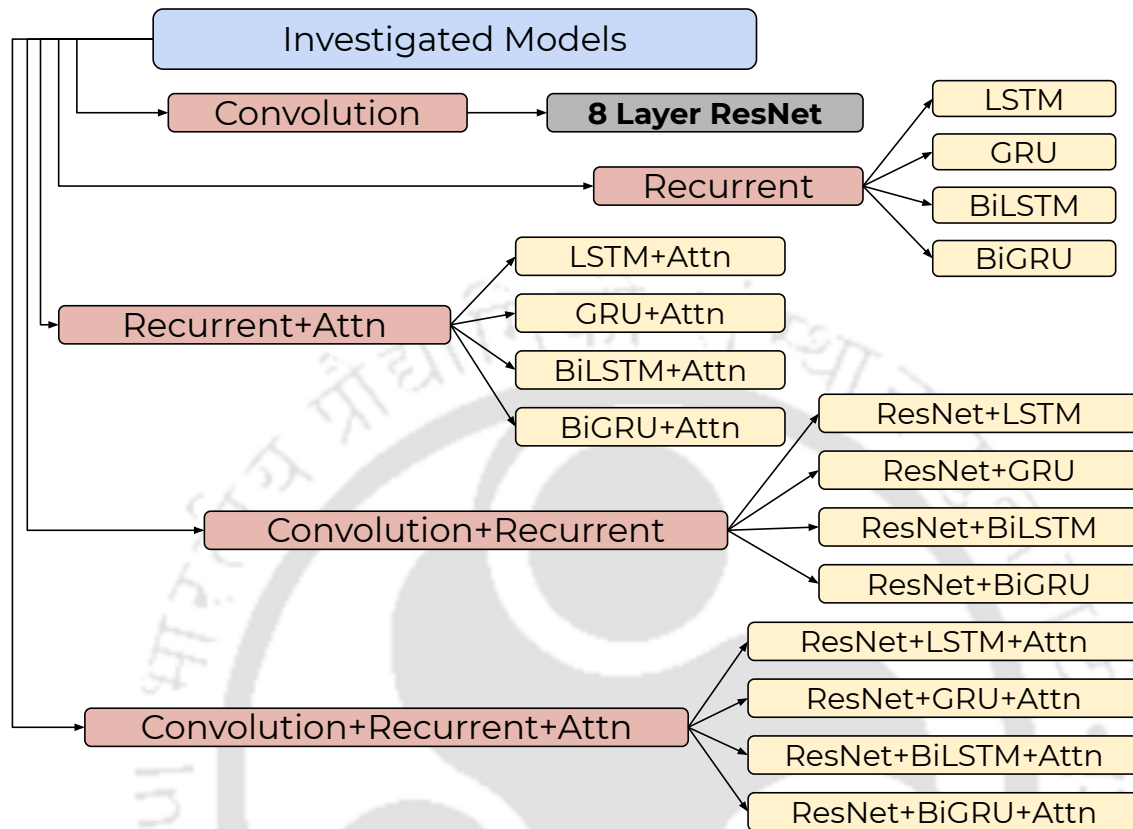 Investigated Models
Convolution
8 Layer ResNet
Recurrent
LSTM
GRU
BiLSTM
BiGRU
Recurrent+Attn
LSTM+Attn
GRU+Attn
BiLSTM+Attn
BiGRU+Attn
Convolution+Recurrent
ResNet+LSTM
ResNet+GRU
ResNet+BiLSTM
ResNet+BiGRU
Convolution+Recurrent+Attn
ResNet+LSTM+Attn
ResNet+GRU+Attn
ResNet+BiLSTM+Attn
ResNet+BiGRU+Attn